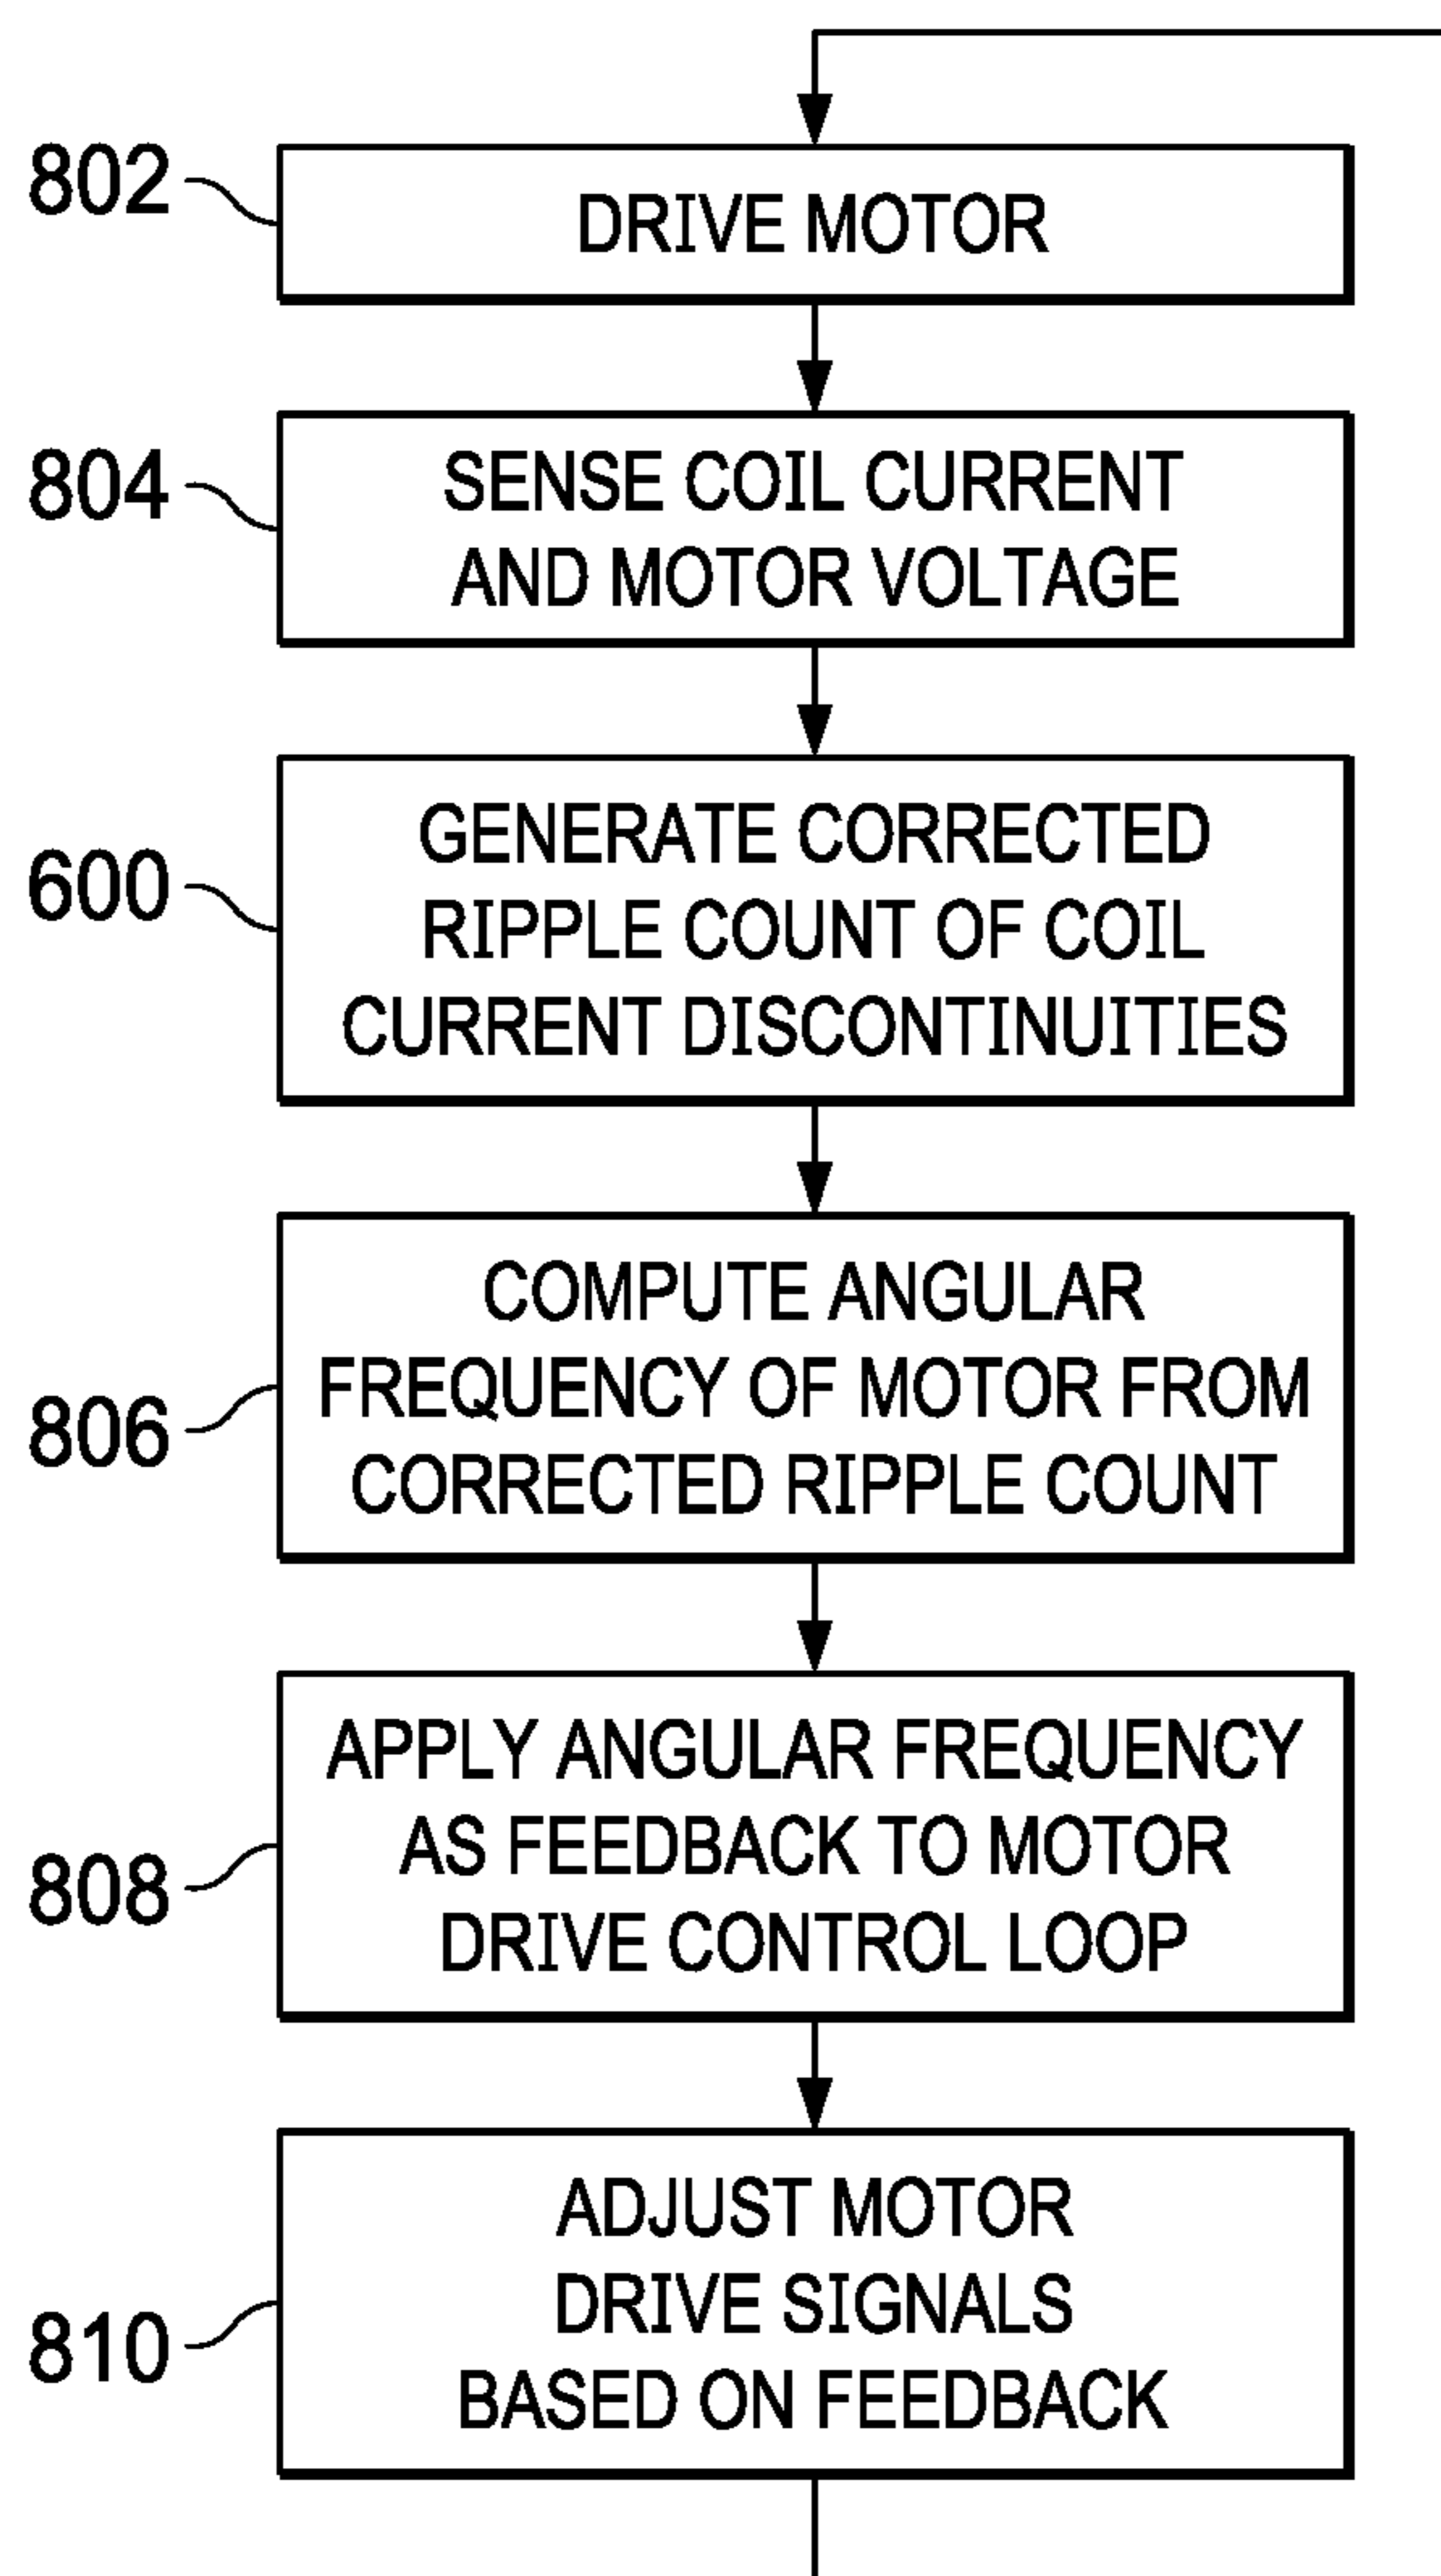 802
DRIVE MOTOR
804
SENSE COIL CURRENT
AND MOTOR VOLTAGE
600
GENERATE CORRECTED
RIPPLE COUNT OF COIL
CURRENT DISCONTINUITIES
806
COMPUTE ANGULAR
FREQUENCY OF MOTOR FROM
CORRECTED RIPPLE COUNT
808
APPLY ANGULAR FREQUENCY
AS FEEDBACK TO MOTOR
DRIVE CONTROL LOOP
810
ADJUST MOTOR
DRIVE SIGNALS
BASED ON FEEDBACK